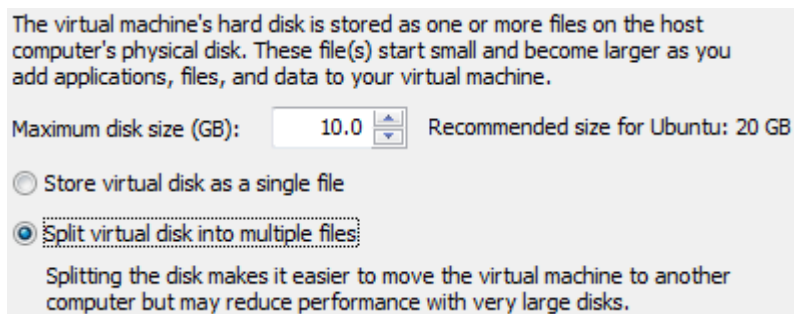 The virtual machine's hard disk is stored as one or more files on the host
computer's physical disk. These file(s) start small and become larger as you
add applications, files, and data to your virtual machine.
Maximum disk size (GB): 10.0 Recommended size for Ubuntu: 20 GB
Store virtual disk as a single file
Split virtual disk into multiple files
Splitting the disk makes it easier to move the virtual machine to another
computer but may reduce performance with very large disks.